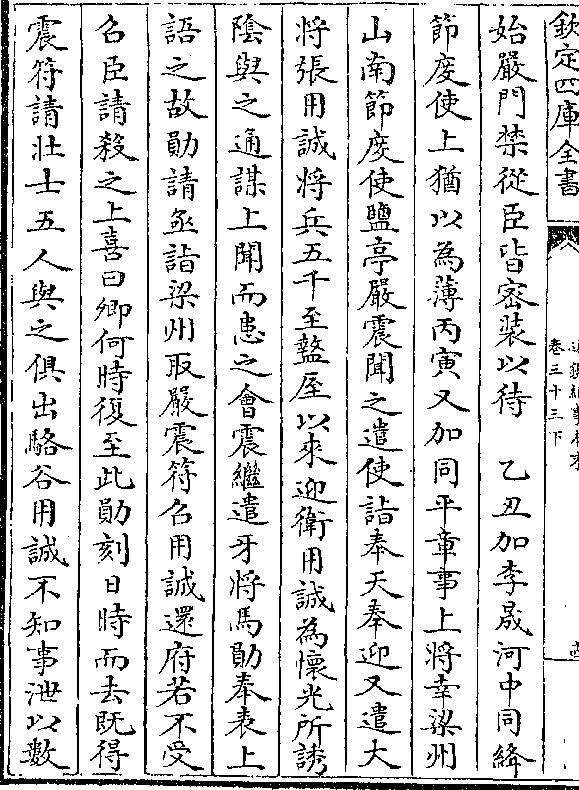 欽定四庫全書
卷三十三下
始嚴門禁從臣皆密裝以待　乙丑加李晟河中同絳
節度使上猶以為薄丙寅又加同平章事上將幸梁州
山南節度使鹽亭嚴震聞之遣使詣奉天奉迎又遣大
將張用誠將兵五千至盩厔以來迎衛用誠為懷光所誘
陰與之通謀上聞而患之會震繼遣牙將馬勛奉表上
語之故勛請亟詣梁州取嚴震符召用誠還府若不受
召臣請殺之上喜曰卿何時復至此勛刻日時而去既得
震符請壯士五人與之俱出駱谷用誠不知事泄以數